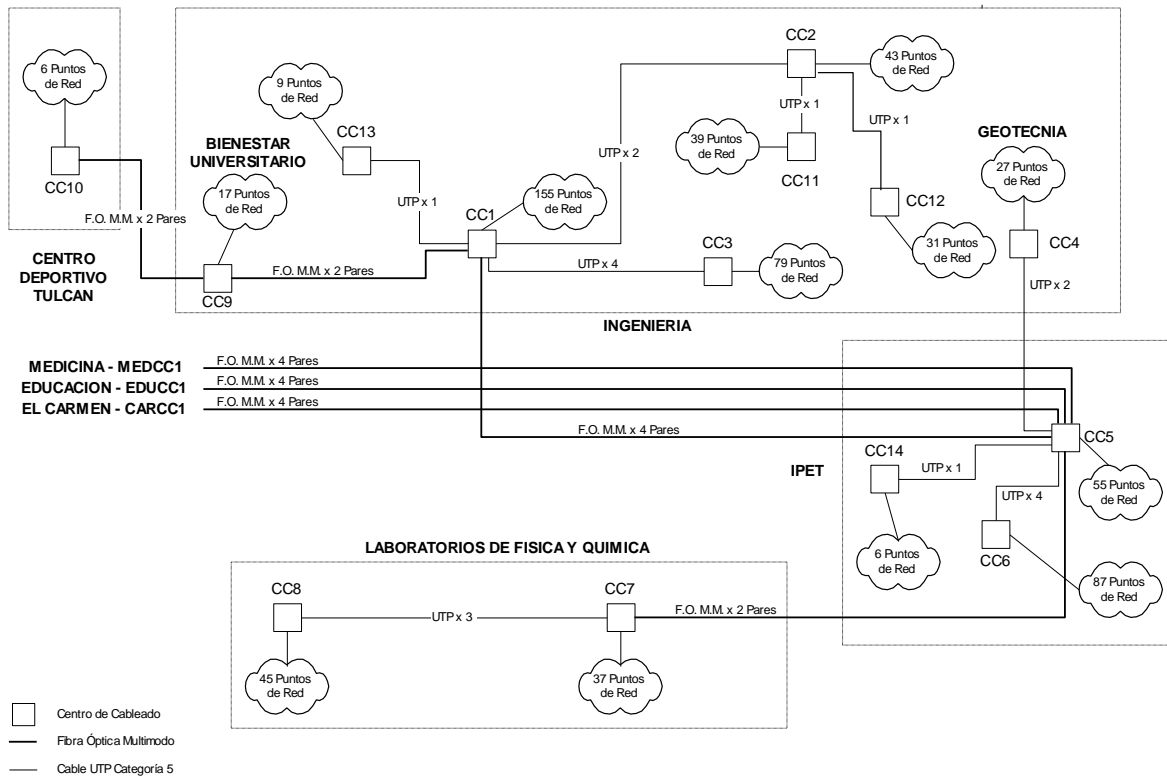 6 Puntos
de Red
CC10
F.O. M.M. x 2 Pares
CENTRO
DEPORTIVO
TULCAN
9 Puntos
de Red
CC13
BIENESTAR
UNIVERSITARIO
17 Puntos
de Red
CC9
UTP x 1
F.O. M.M. x 2 Pares
CC1
155 Puntos
de Red
UTP x 2
UTP x 4
CC3
79 Puntos
de Red
CC2
43 Puntos
de Red
UTP x 1
39 Puntos
de Red
CC11
UTP x 1
CC12
31 Puntos
de Red
GEOTECNIA
27 Puntos
de Red
CC4
UTP x 2
INGENIERIA
MEDICINA - MEDCC1
F.O. M.M. x 4 Pares
EDUCACION - EDUCC1
F.O. M.M. x 4 Pares
EL CARMEN - CARCC1
F.O. M.M. x 4 Pares
F.O. M.M. x 4 Pares
IPET
CC5
55 Puntos
de Red
CC14
UTP x 1
6 Puntos
de Red
UTP x 4
CC6
87 Puntos
de Red
LABORATORIOS DE FISICA Y QUIMICA
CC8
UTP x 3
CC7
F.O. M.M. x 2 Pares
45 Puntos
de Red
37 Puntos
de Red
Centro de Cableado
Fibra Óptica Multimodo
Cable UTP Categoría 5